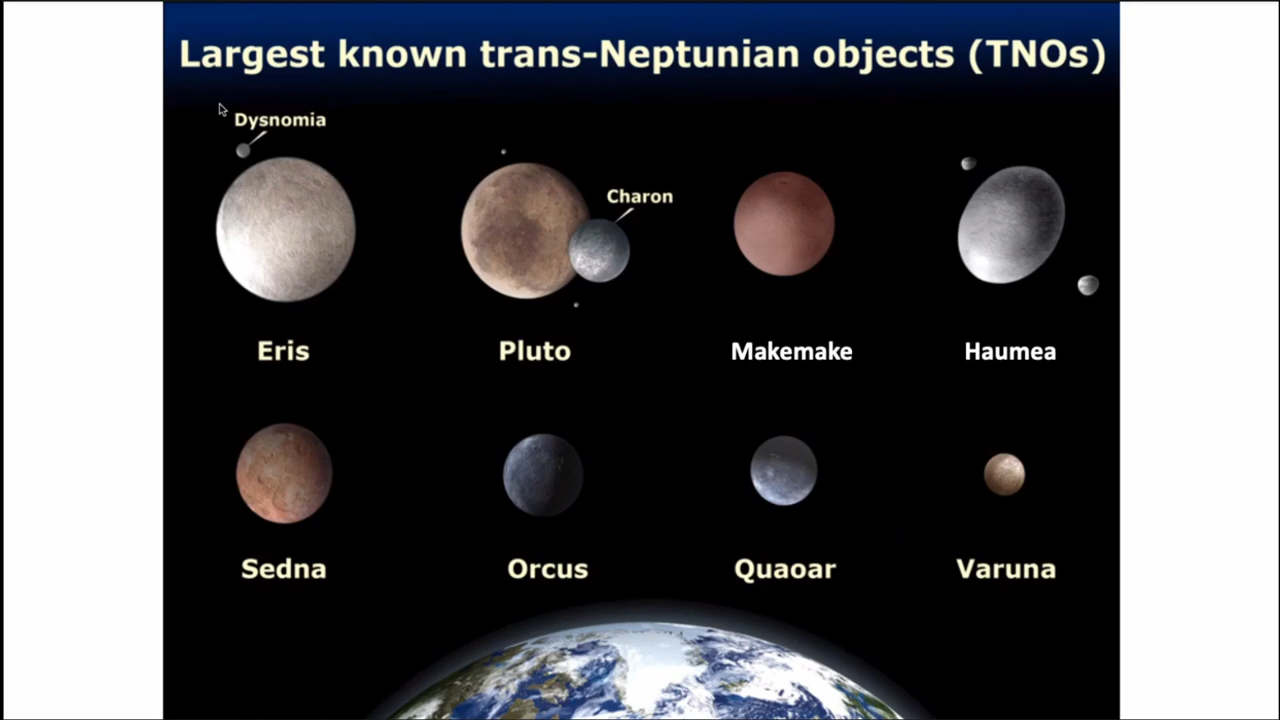 Largest known trans-Neptunian objects (TNOs)
Dysnomia
Charon
Eris
Pluto
Makemake
Haumea
Sedna
Orcus
Quaoar
Varuna